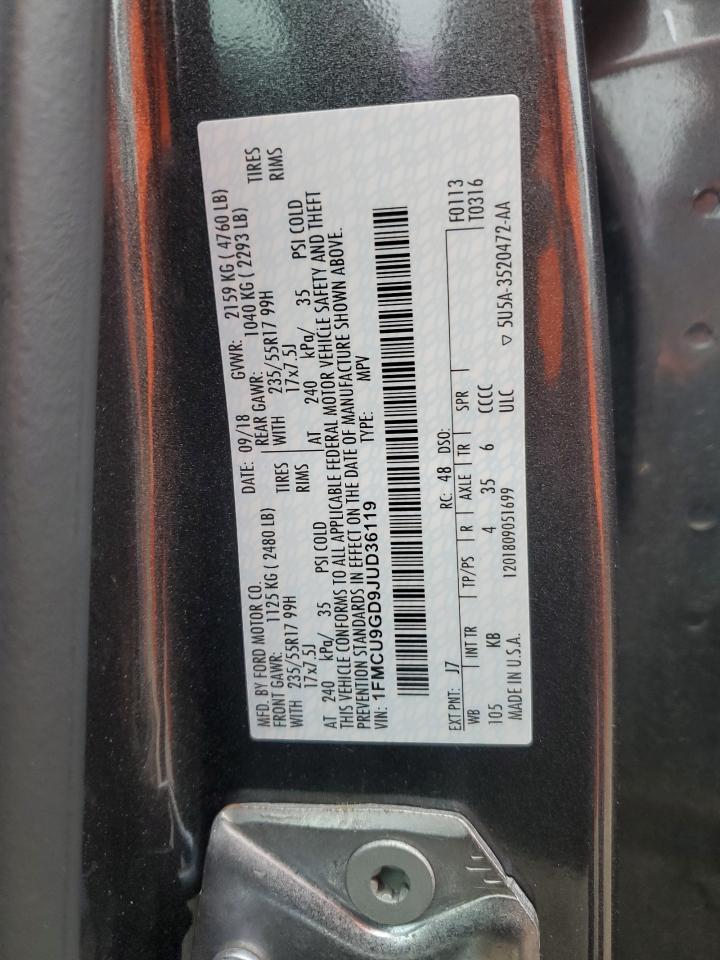 MFD. BY FORD MOTOR CO.
DATE: 09/18 GVWR: 2159 KG ( 4760 LB)
FRONT GAWR: 1125 KG ( 2480 LB) REAR GAWR: 1040 KG ( 2293 LB)
WITH 235/55R17 99H TIRES WITH 235/55R17 99H TIRES
17x7.5J RIMS 17x7.5J RIMS
AT 240 kPa/ 35 PSI COLD AT 240 kPa/ 35 PSI COLD
THIS VEHICLE CONFORMS TO ALL APPLICABLE FEDERAL MOTOR VEHICLE SAFETY AND THEFT
PREVENTION STANDARDS IN EFFECT ON THE DATE OF MANUFACTURE SHOWN ABOVE.
VIN: 1FMCU9GD9JUD36119 TYPE: MPV
EXT PNT: J7 RC: 48 DSO: F0113
WB INT TR TP/PS R AXLE TR SPR T0316
105 KB 4 35 6 CCCC
MADE IN U.S.A. 1201809051699 ULC ▽ 5U5A-3520472-AA